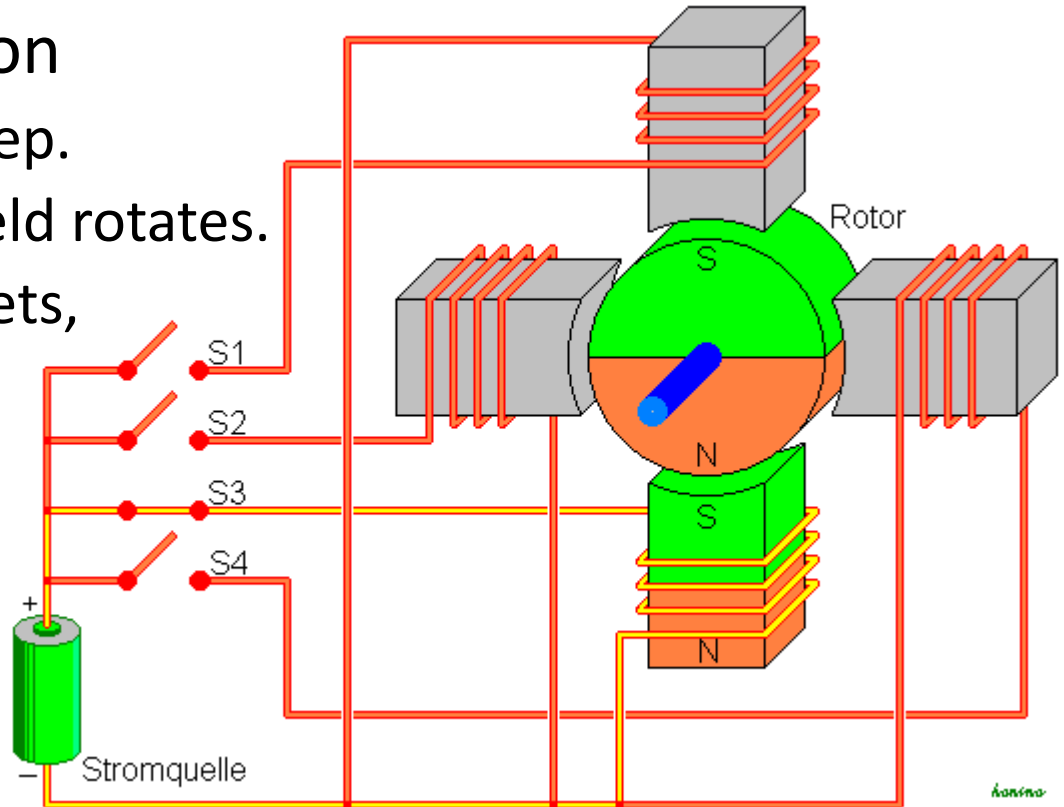 on
ep.
eld rotates.
ets,
Rotor
S
S1
S2
N
S3
S
S4
+
N
Stromquelle
–